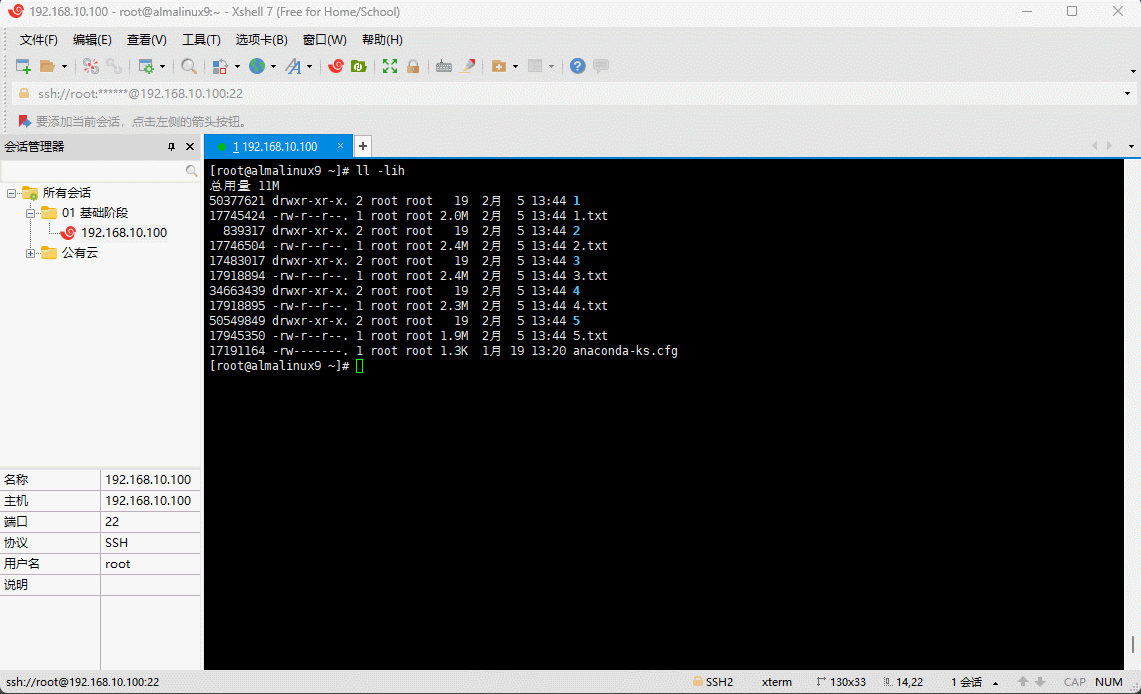 192.168.10.100 - root@almalinux9:~ - Xshell 7 (Free for Home/School)
文件(F) 编辑(E) 查看(V) 工具(T) 选项卡(B) 窗口(W) 帮助(H)
ssh://root:******@192.168.10.100:22
要添加当前会话，点击左侧的箭头按钮。
会话管理器
1 192.168.10.100
所有会话
01 基础阶段
192.168.10.100
公有云
[root@almalinux9 ~]# ll -lih
总用量 11M
50377621 drwxr-xr-x. 2 root root   19  2月  5 13:44 1
17745424 -rw-r--r--. 1 root root 2.0M  2月  5 13:44 1.txt
  839317 drwxr-xr-x. 2 root root   19  2月  5 13:44 2
17746504 -rw-r--r--. 1 root root 2.4M  2月  5 13:44 2.txt
17483017 drwxr-xr-x. 2 root root   19  2月  5 13:44 3
17918894 -rw-r--r--. 1 root root 2.4M  2月  5 13:44 3.txt
34663439 drwxr-xr-x. 2 root root   19  2月  5 13:44 4
17918895 -rw-r--r--. 1 root root 2.3M  2月  5 13:44 4.txt
50549849 drwxr-xr-x. 2 root root   19  2月  5 13:44 5
17945350 -rw-r--r--. 1 root root 1.9M  2月  5 13:44 5.txt
17191164 -rw-------. 1 root root 1.3K  1月 19 13:20 anaconda-ks.cfg
[root@almalinux9 ~]#
名称 192.168.10.100
主机 192.168.10.100
端口 22
协议 SSH
用户名 root
说明
ssh://root@192.168.10.100:22 SSH2 xterm 130x33 14,22 1 会话 CAP NUM